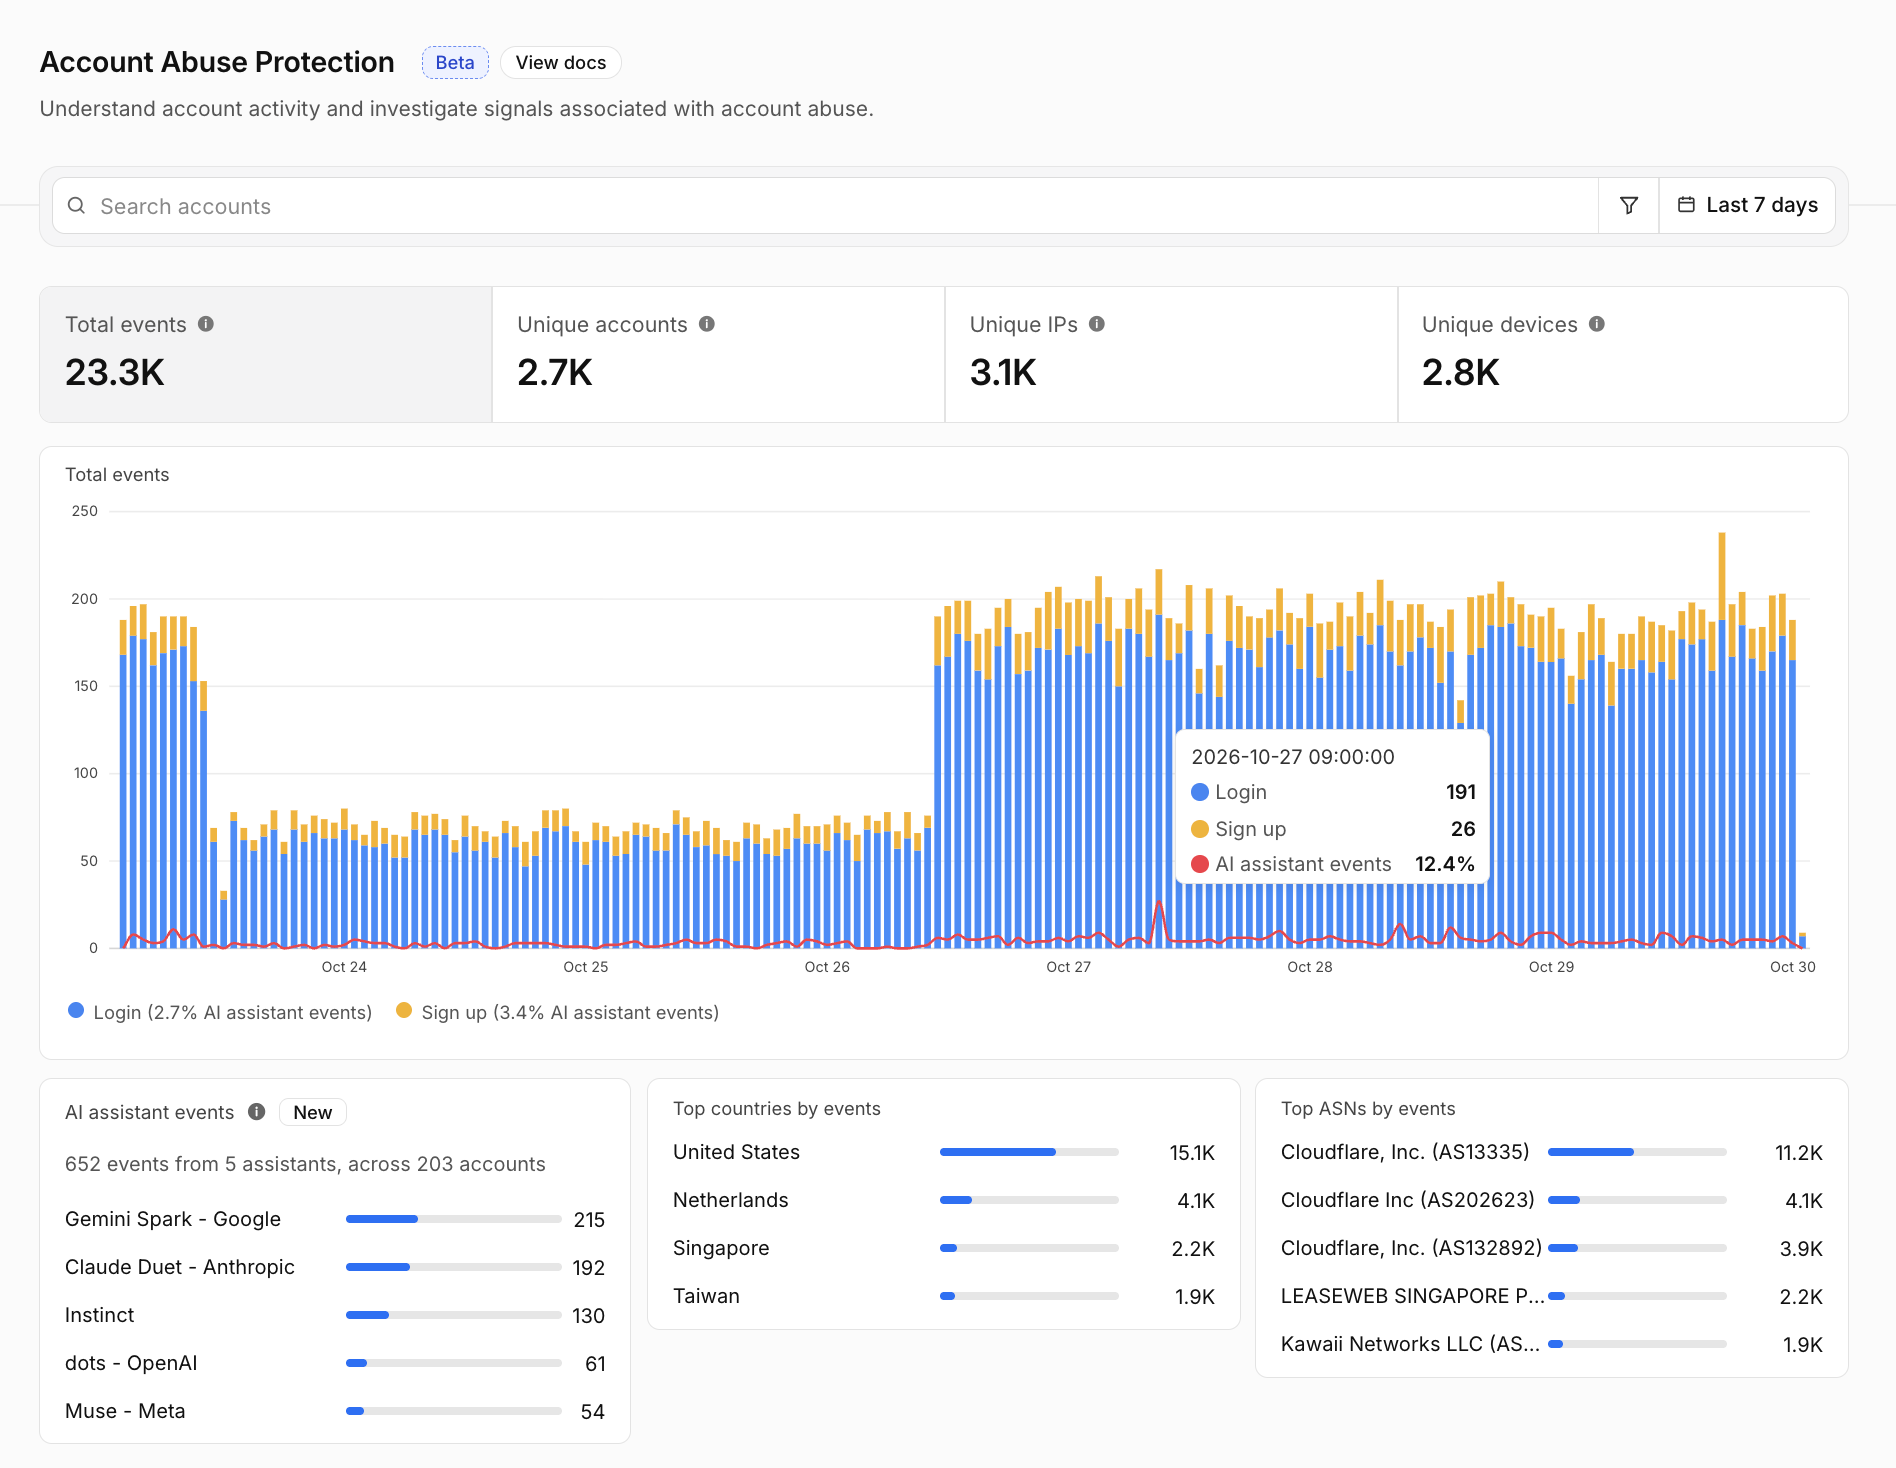 Account Abuse Protection Beta View docs
Understand account activity and investigate signals associated with account abuse.
Search accounts Last 7 days
Total events Unique accounts Unique IPs Unique devices
23.3K 2.7K 3.1K 2.8K
Total events
250
200
150
100
50
0
2026-10-27 09:00:00
Login 191
Sign up 26
AI assistant events 12.4%
Oct 24 Oct 25 Oct 26 Oct 27 Oct 28 Oct 29 Oct 30
Login (2.7% AI assistant events) Sign up (3.4% AI assistant events)
AI assistant events New
652 events from 5 assistants, across 203 accounts
Gemini Spark - Google 215
Claude Duet - Anthropic 192
Instinct 130
dots - OpenAI 61
Muse - Meta 54
Top countries by events
United States 15.1K
Netherlands 4.1K
Singapore 2.2K
Taiwan 1.9K
Top ASNs by events
Cloudflare, Inc. (AS13335) 11.2K
Cloudflare Inc (AS202623) 4.1K
Cloudflare, Inc. (AS132892) 3.9K
LEASEWEB SINGAPORE P... 2.2K
Kawaii Networks LLC (AS... 1.9K